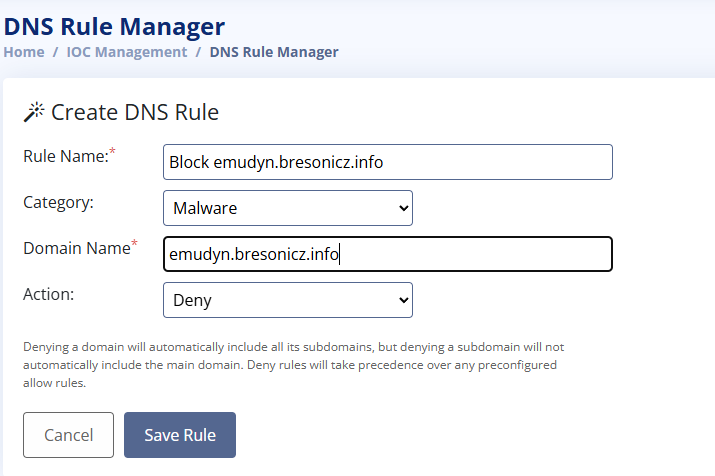 DNS Rule Manager
Home / IOC Management / DNS Rule Manager
Create DNS Rule
Rule Name:* Block emudyn.bresonicz.info
Category: Malware
Domain Name* emudyn.bresonicz.info
Action: Deny
Denying a domain will automatically include all its subdomains, but denying a subdomain will not
automatically include the main domain. Deny rules will take precedence over any preconfigured
allow rules.
Cancel Save Rule